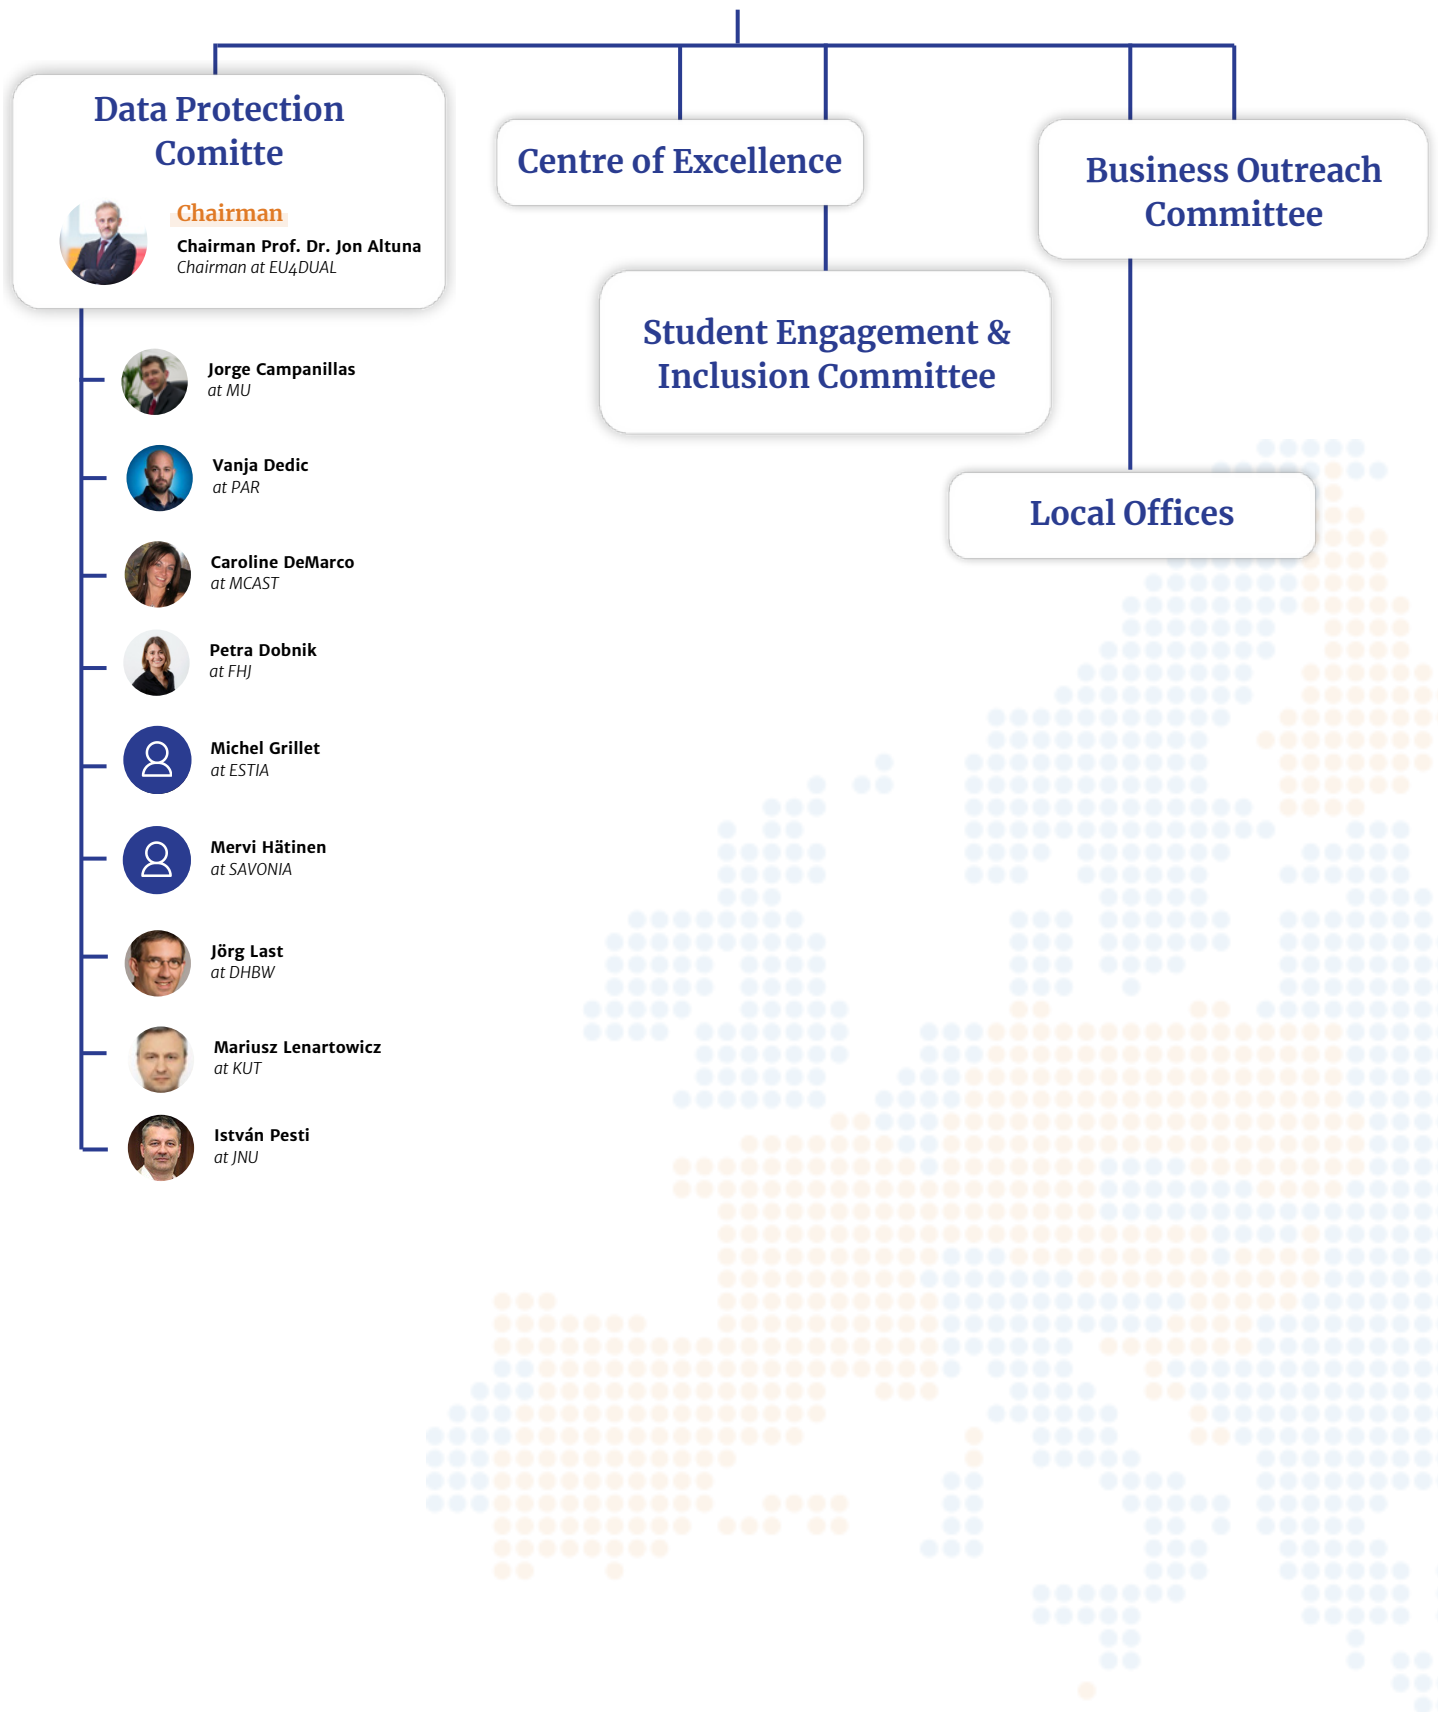 Data Protection
Comitte
Chairman
Chairman Prof. Dr. Jon Altuna
Chairman at EU4DUAL
Jorge Campanillas
at MU
Vanja Dedic
at PAR
Caroline DeMarco
at MCAST
Petra Dobnik
at FHJ
Michel Grillet
at ESTIA
Mervi Hätinen
at SAVONIA
Jörg Last
at DHBW
Mariusz Lenartowicz
at KUT
István Pesti
at JNU
Centre of Excellence
Student Engagement &
Inclusion Committee
Business Outreach
Committee
Local Offices